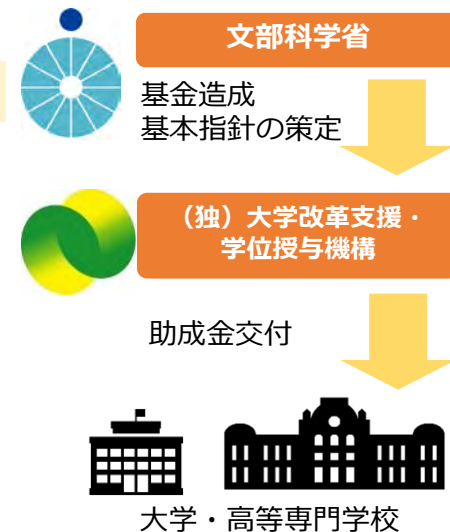 文部科学省
基金造成
基本指針の策定
（独）大学改革支援・
学位授与機構
助成金交付
大学・高等専門学校